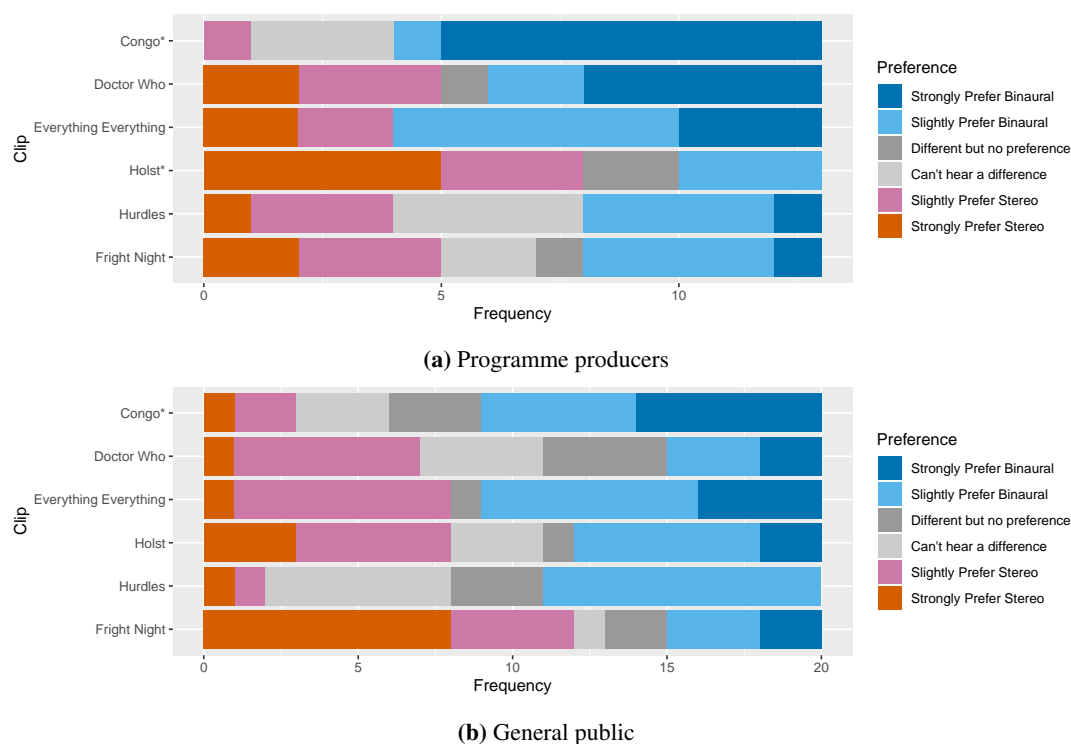 Congo*
Doctor Who
Everything Everything
Holst*
Hurdles
Fright Night
Clip
0 5 10
Frequency
Preference
Strongly Prefer Binaural
Slightly Prefer Binaural
Different but no preference
Can't hear a difference
Slightly Prefer Stereo
Strongly Prefer Stereo
(a) Programme producers
Congo*
Doctor Who
Everything Everything
Holst
Hurdles
Fright Night
Clip
0 5 10 15 20
Frequency
Preference
Strongly Prefer Binaural
Slightly Prefer Binaural
Different but no preference
Can't hear a difference
Slightly Prefer Stereo
Strongly Prefer Stereo
(b) General public